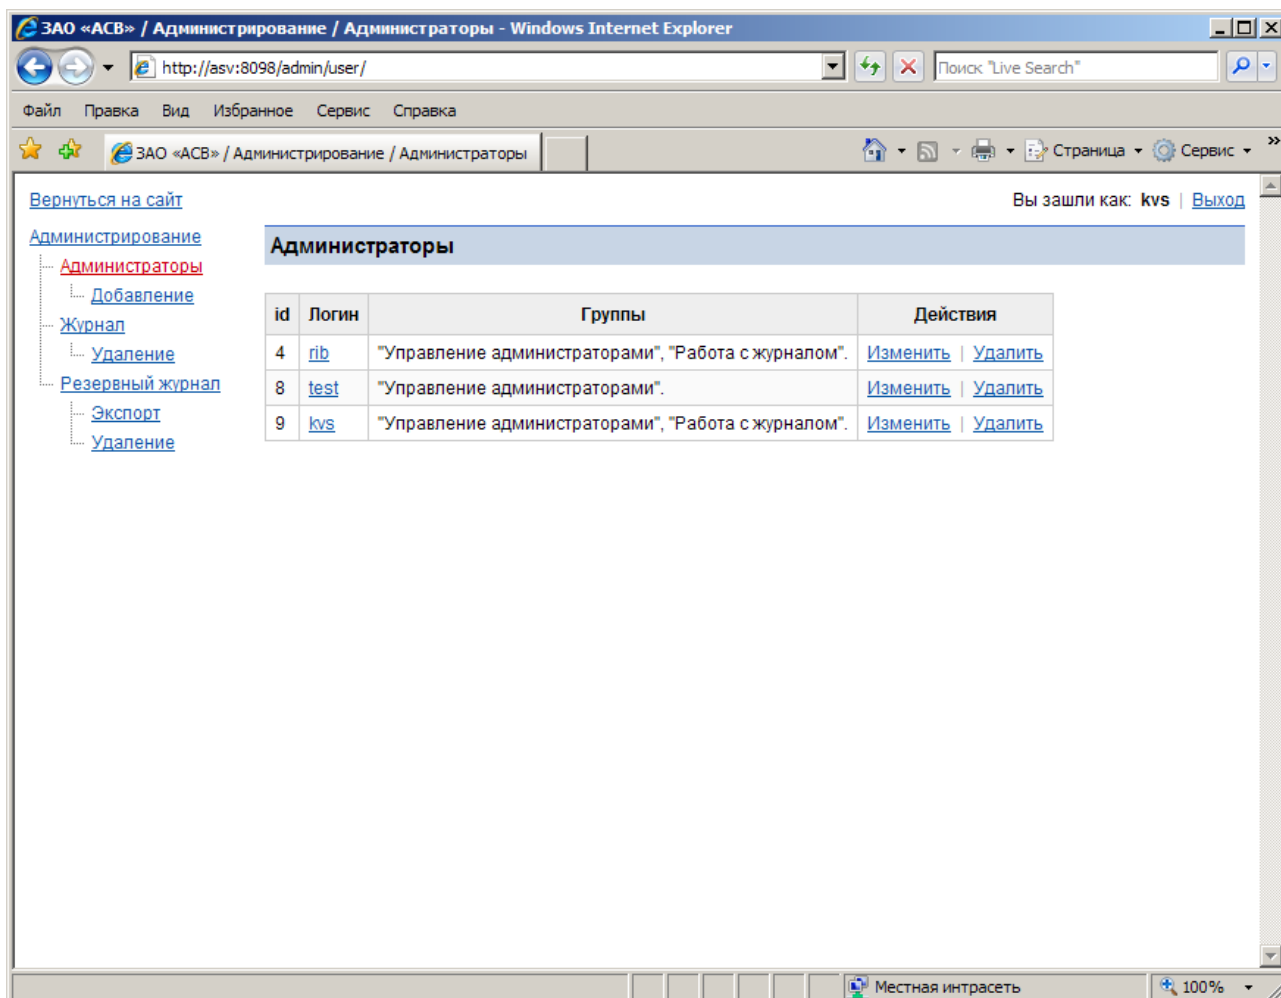 ЗАО «АСВ» / Администрирование / Администраторы - Windows Internet Explorer
http://asv:8098/admin/user/
Поиск "Live Search"
Файл Правка Вид Избранное Сервис Справка
ЗАО «АСВ» / Администрирование / Администраторы
Страница Сервис »
Вернуться на сайт
Вы зашли как: kvs | Выход
Администрирование
Администраторы
Добавление
Журнал
Удаление
Резервный журнал
Экспорт
Удаление
Администраторы
id Логин Группы Действия
4 rib "Управление администраторами", "Работа с журналом". Изменить | Удалить
8 test "Управление администраторами". Изменить | Удалить
9 kvs "Управление администраторами", "Работа с журналом". Изменить | Удалить
Местная интрасеть 100%